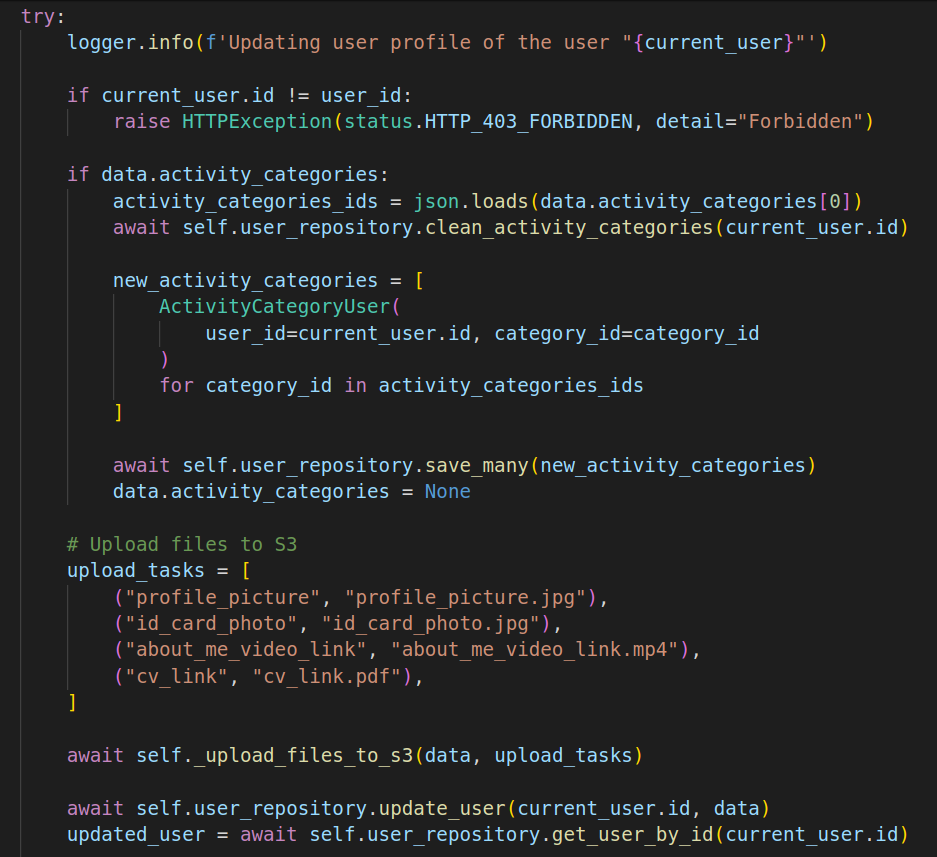 try:
logger.info(f'Updating user profile of the user "{current_user}"')
if current_user.id != user_id:
raise HTTPException(status.HTTP_403_FORBIDDEN, detail="Forbidden")
if data.activity_categories:
activity_categories_ids = json.loads(data.activity_categories[0])
await self.user_repository.clean_activity_categories(current_user.id)
new_activity_categories = [
ActivityCategoryUser(
user_id=current_user.id, category_id=category_id
)
for category_id in activity_categories_ids
]
await self.user_repository.save_many(new_activity_categories)
data.activity_categories = None
# Upload files to S3
upload_tasks = [
("profile_picture", "profile_picture.jpg"),
("id_card_photo", "id_card_photo.jpg"),
("about_me_video_link", "about_me_video_link.mp4"),
("cv_link", "cv_link.pdf"),
]
await self._upload_files_to_s3(data, upload_tasks)
await self.user_repository.update_user(current_user.id, data)
updated_user = await self.user_repository.get_user_by_id(current_user.id)